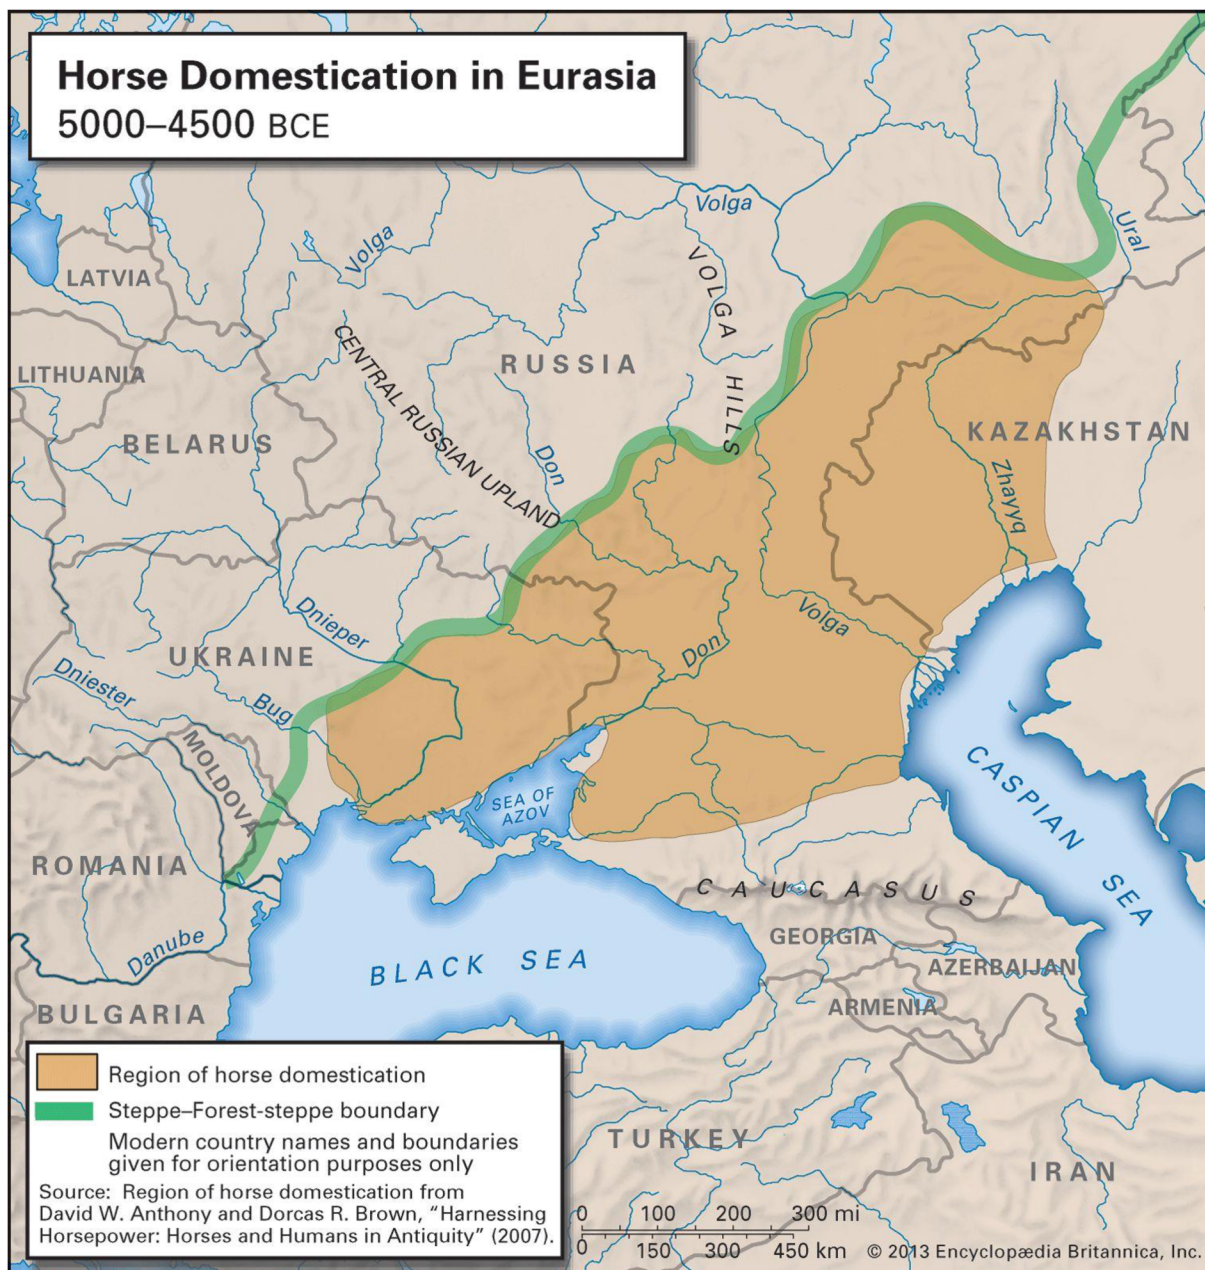 Horse Domestication in Eurasia
5000–4500 BCE
Volga
Ural
Volga
VOLGA HILLS
LATVIA
CENTRAL RUSSIAN UPLAND
RUSSIA
LITHUANIA
BELARUS
KAZAKHSTAN
Don
Zhayyq
Dnieper
Volga
UKRAINE
Don
Dniester
Bug
MOLDOVA
SEA OF
AZOV
CASPIAN SEA
ROMANIA
CAUCASUS
Danube
GEORGIA
BLACK SEA
AZERBAIJAN
BULGARIA
ARMENIA
Region of horse domestication
Steppe–Forest-steppe boundary
Modern country names and boundaries
given for orientation purposes only
Source: Region of horse domestication from
David W. Anthony and Dorcas R. Brown, “Harnessing
Horsepower: Horses and Humans in Antiquity” (2007).
TURKEY
IRAN
0 100 200 300 mi
0 150 300 450 km
© 2013 Encyclopædia Britannica, Inc.